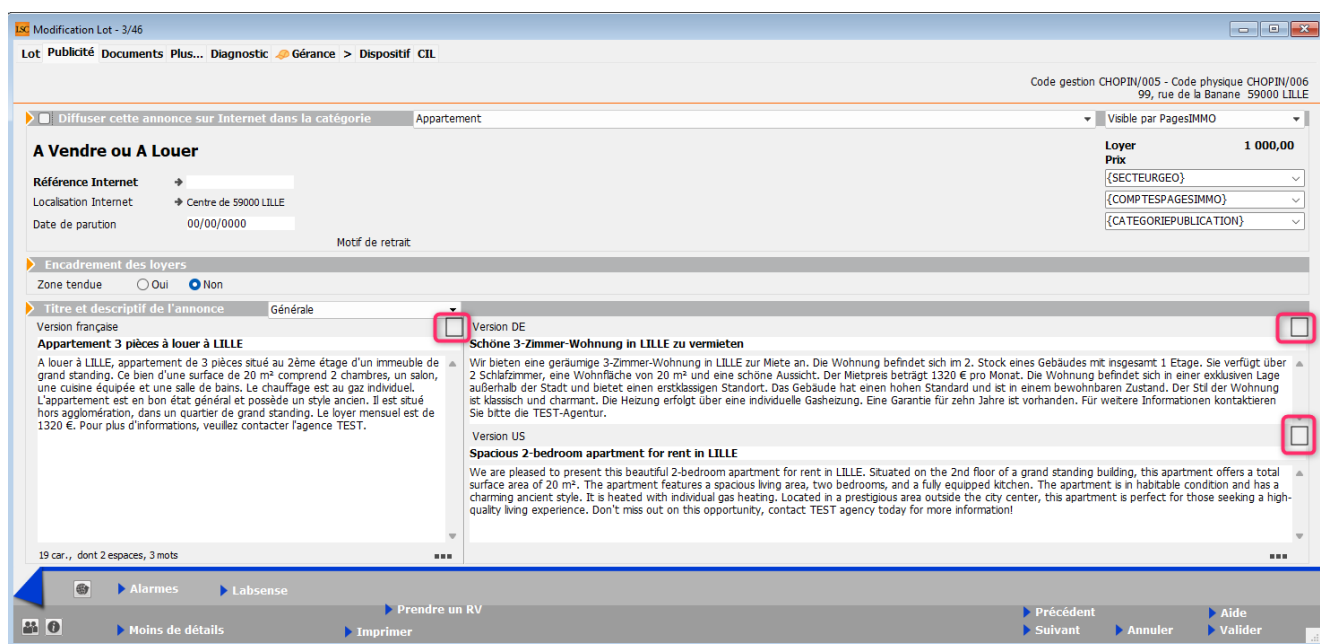 LSC Modification Lot - 3/46
Lot Publicité Documents Plus... Diagnostic Gérance > Dispositif CIL
Code gestion CHOPIN/005 - Code physique CHOPIN/006
99, rue de la Banane 59000 LILLE
Diffuser cette annonce sur Internet dans la catégorie Appartement Visible par PagesIMMO
A Vendre ou A Louer
Loyer 1 000,00
Prix
Référence Internet
{SECTEURGEO}
Localisation Internet Centre de 59000 LILLE
{COMPTESPAGESIMMO}
Date de parution 00/00/0000
{CATEGORIEPUBLICATION}
Motif de retrait
Encadrement des loyers
Zone tendue Oui Non
Titre et descriptif de l'annonce Générale
Version française
Appartement 3 pièces à louer à LILLE
A louer à LILLE, appartement de 3 pièces situé au 2ème étage d'un immeuble de
grand standing. Ce bien d'une surface de 20 m² comprend 2 chambres, un salon,
une cuisine équipée et une salle de bains. Le chauffage est au gaz individuel.
L'appartement est en bon état général et possède un style ancien. Il est situé
hors agglomération, dans un quartier de grand standing. Le loyer mensuel est de
1320 €. Pour plus d'informations, veuillez contacter l'agence TEST.
19 car., dont 2 espaces, 3 mots
Version DE
Schöne 3-Zimmer-Wohnung in LILLE zu vermieten
Wir bieten eine geräumige 3-Zimmer-Wohnung in LILLE zur Miete an. Die Wohnung befindet sich im 2. Stock eines Gebäudes mit insgesamt 1 Etage. Sie verfügt über
2 Schlafzimmer, eine Wohnfläche von 20 m² und eine schöne Aussicht. Der Mietpreis beträgt 1320 € pro Monat. Die Wohnung befindet sich in einer exklusiven Lage
außerhalb der Stadt und bietet einen erstklassigen Standort. Das Gebäude hat einen hohen Standard und ist in einem bewohnbaren Zustand. Der Stil der Wohnung
ist klassisch und charmant. Die Heizung erfolgt über eine individuelle Gasheizung. Eine Garantie für zehn Jahre ist vorhanden. Für weitere Informationen kontaktieren
Sie bitte die TEST-Agentur.
Version US
Spacious 2-bedroom apartment for rent in LILLE
We are pleased to present this beautiful 2-bedroom apartment for rent in LILLE. Situated on the 2nd floor of a grand standing building, this apartment offers a total
surface area of 20 m². The apartment features a spacious living area, two bedrooms, and a fully equipped kitchen. The apartment is in habitable condition and has a
charming ancient style. It is heated with individual gas heating. Located in a prestigious area outside the city center, this apartment is perfect for those seeking a high-
quality living experience. Don't miss out on this opportunity, contact TEST agency today for more information!
Alarmes Labsense
Prendre un RV Précédent Aide
Moins de détails Imprimer Suivant Annuler Valider